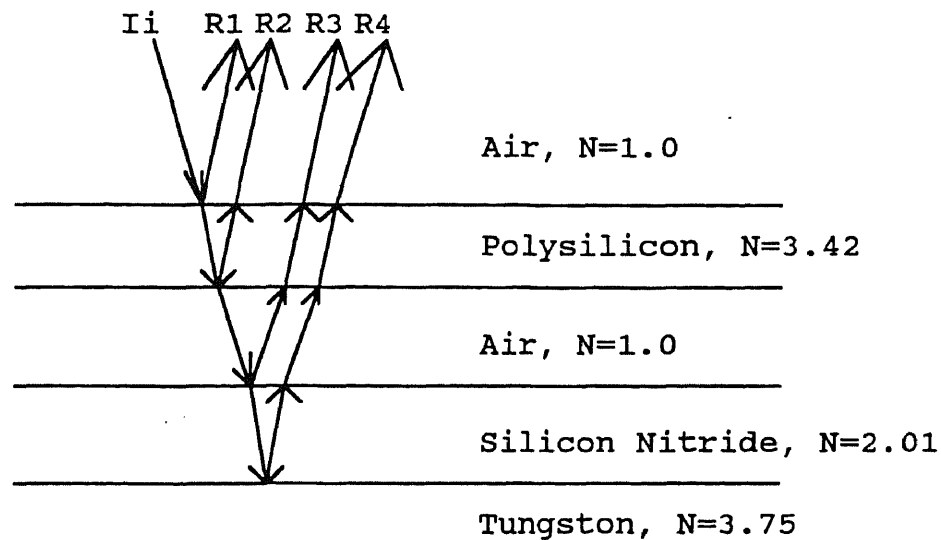 Ii R1 R2 R3 R4
Air, N=1.0
Polysilicon, N=3.42
Air, N=1.0
Silicon Nitride, N=2.01
Tungston, N=3.75